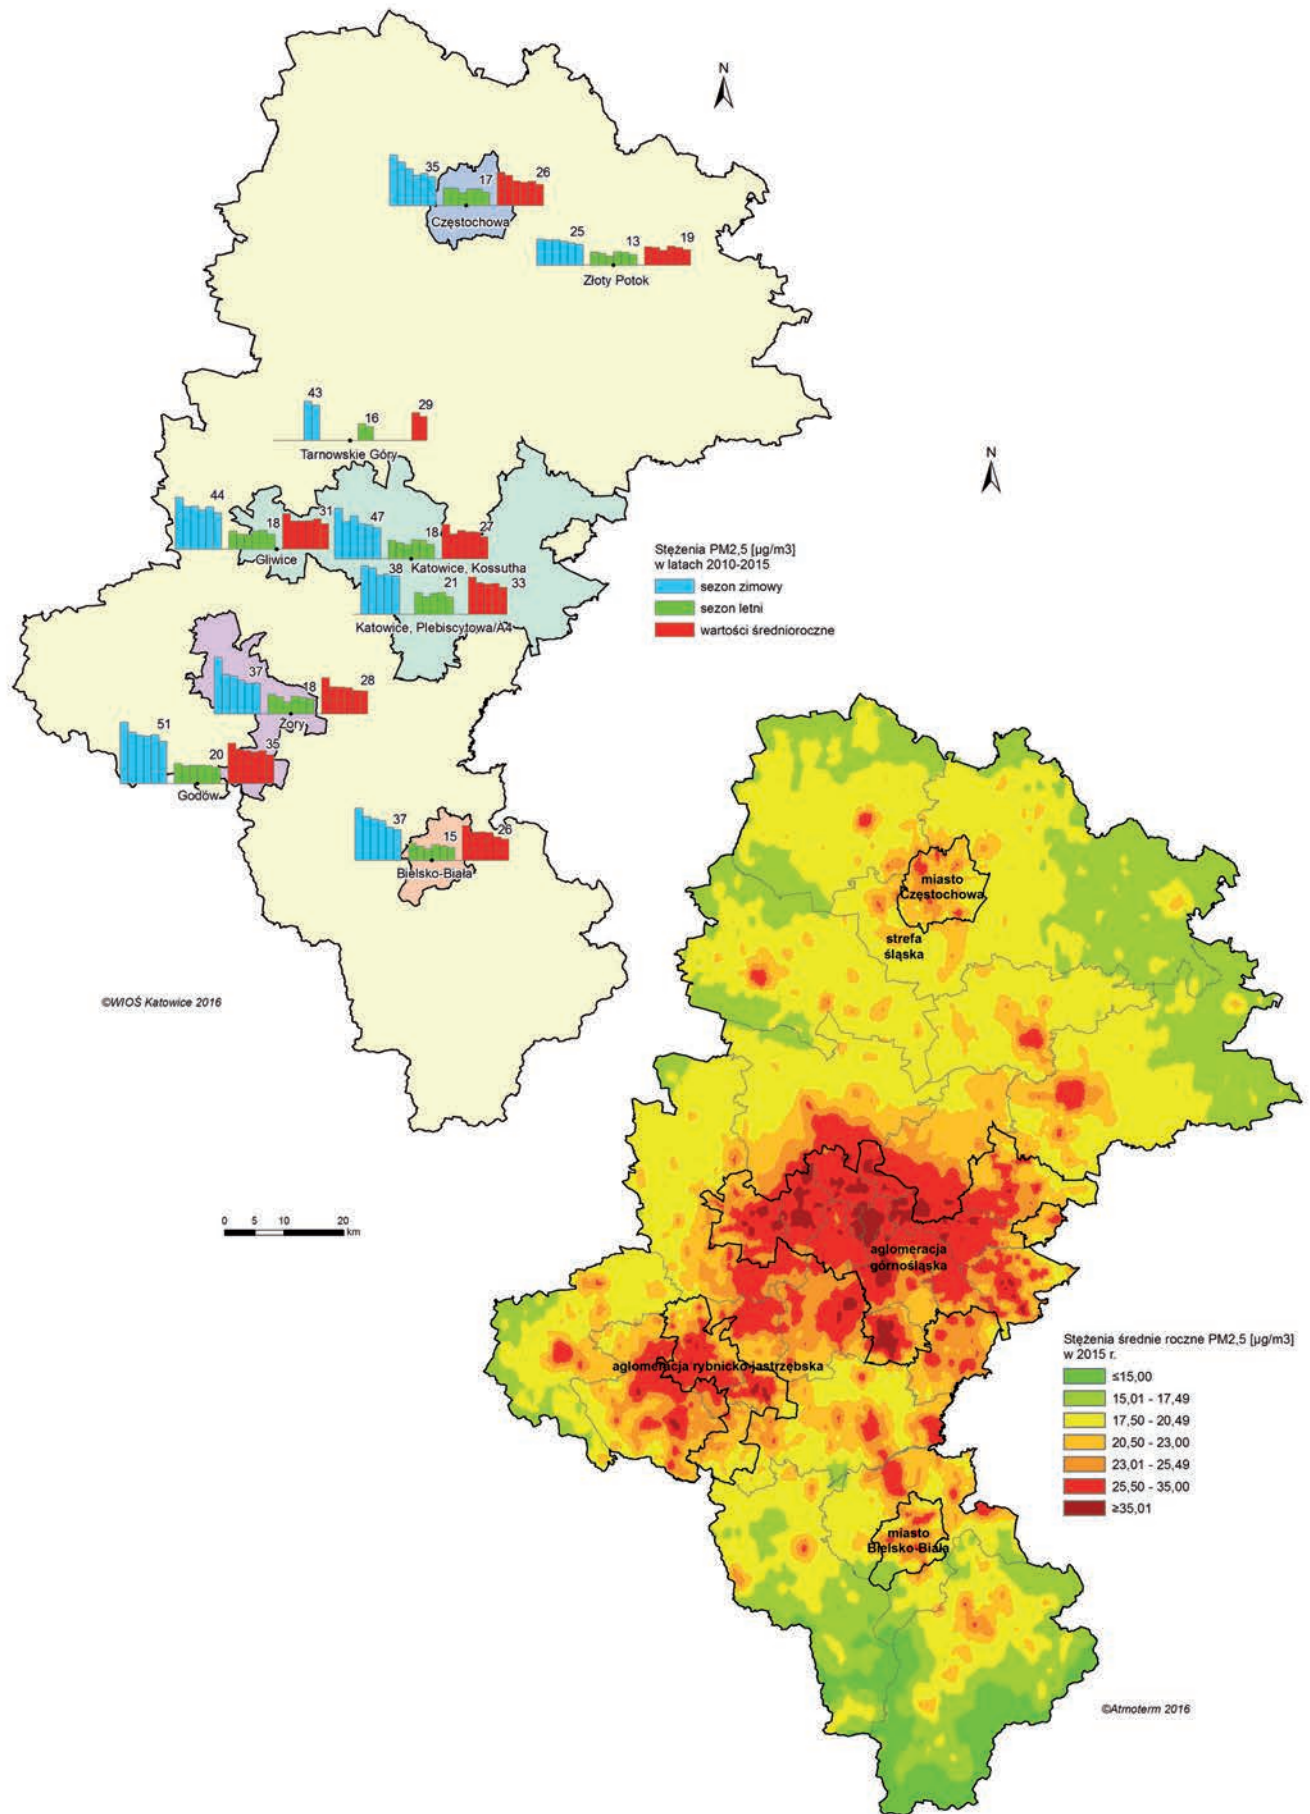 N
35
17
26
Częstochowa
25
13
19
Złoty Potok
43
16
29
Tarnowskie Góry
44
18
31
Gliwice
47
18
27
Katowice, Kossutha
38
21
33
Katowice, Plebiscytowa/A4
37
18
28
Żory
51
20
35
Godów
37
15
26
Bielsko-Biała
©WIOŚ Katowice 2016
N
Stężenia PM2,5 [µg/m3]
w latach 2010-2015
sezon zimowy
sezon letni
wartości średnioroczne
0 5 10 20
km
miasto
Częstochowa
strefa
śląska
aglomeracja
górnośląska
aglomeracja rybnicko-jastrzębska
miasto
Bielsko-Biała
Stężenia średnie roczne PM2,5 [µg/m3]
w 2015 r.
≤15,00
15,01 - 17,49
17,50 - 20,49
20,50 - 23,00
23,01 - 25,49
25,50 - 35,00
≥35,01
©Atmoterm 2016